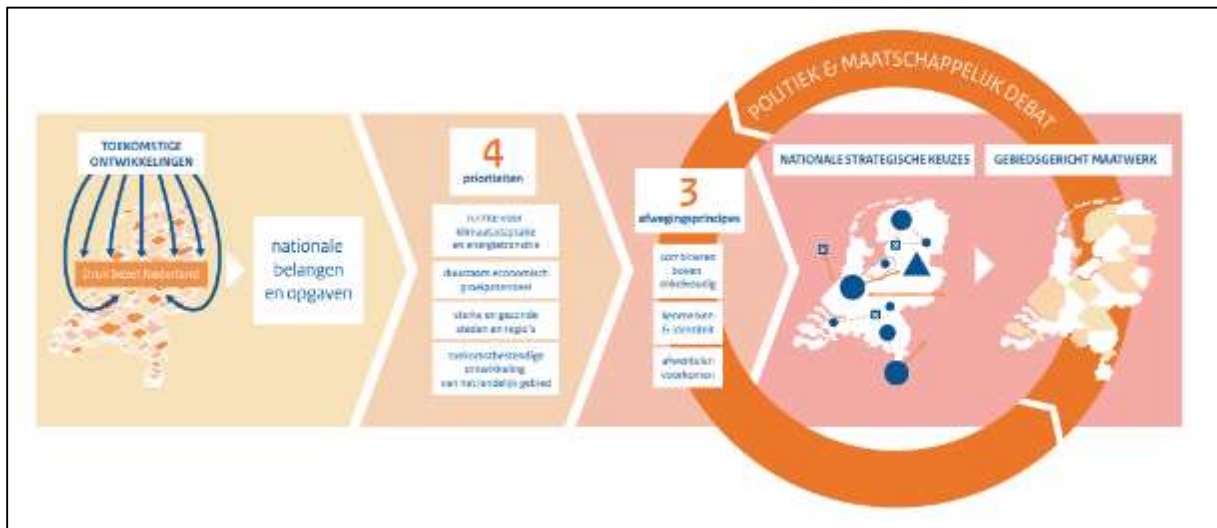 POLITIEK & MAATSCHAPPELIJK DEBAT
TOEKOMSTIGE
ONTWIKKELINGEN
Druk bezet Nederland
nationale
belangen
en opgaven
4
prioriteiten
ruimte voor
klimaatadaptatie
en energietransitie
duurzaam economisch
groeipotentieel
sterke en gezonde
steden en regio's
toekomstbestendige
ontwikkeling
van het landelijk gebied
3
afwegingsprincipes
combineren
boven
enkelvoudig
kenmerken
& identiteit
afwentelen
voorkomen
NATIONALE STRATEGISCHE KEUZES
GEBIEDSGERICHT MAATWERK